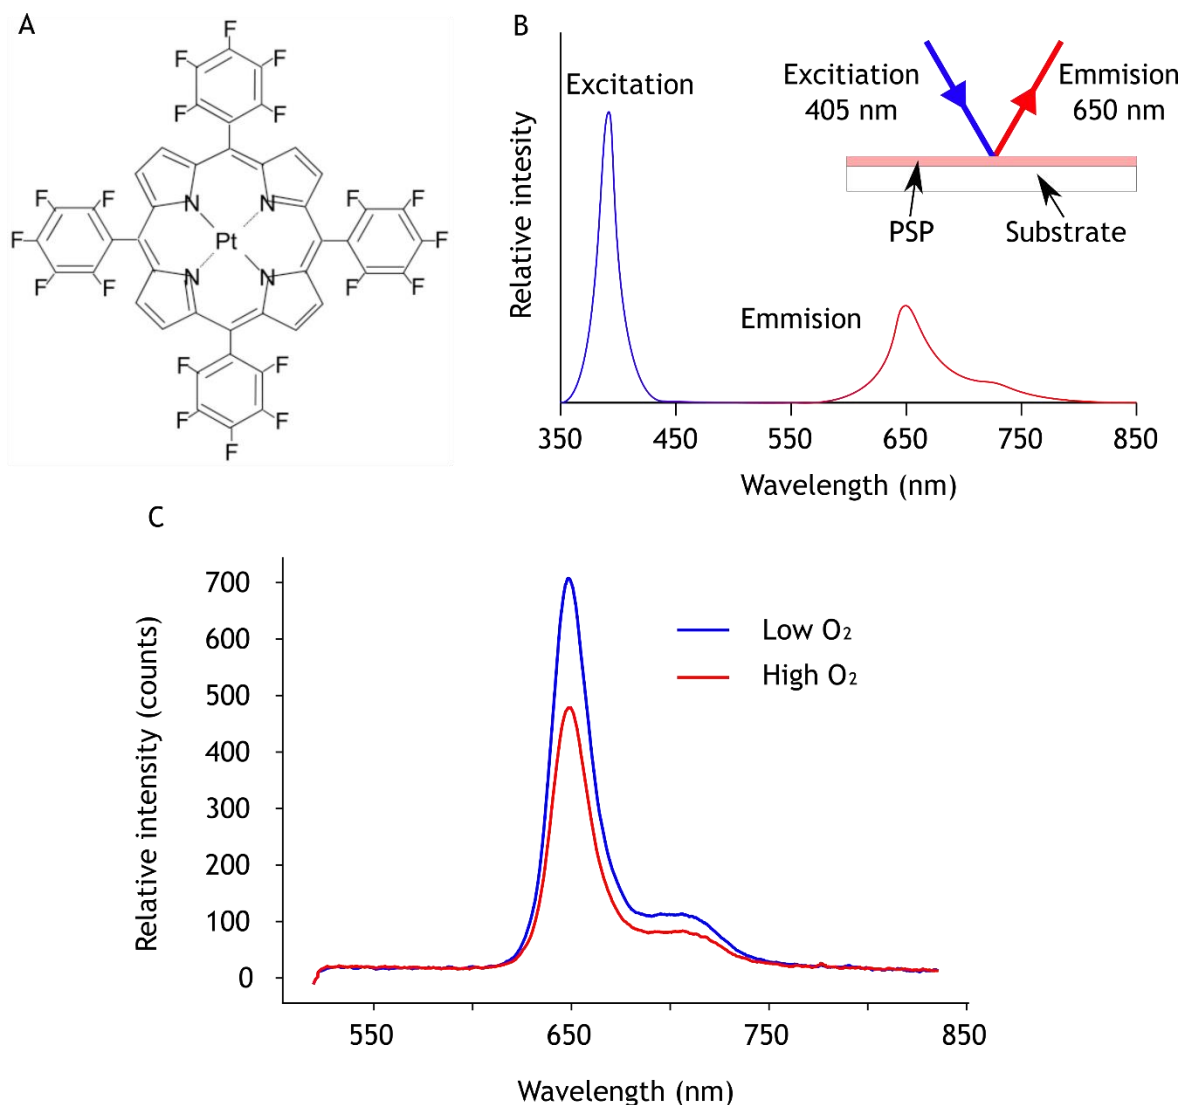 A
F
F
F
F
F
F
F
F
F
F
N
N
Pt
N
N
F
F
F
F
F
F
F
F
F
F
B
Relative intesity
Excitation
Excitiation
405 nm
Emmision
650 nm
PSP
Substrate
Emmision
350
450
550
650
750
850
Wavelength (nm)
C
Relative intensity (counts)
700
600
500
400
300
200
100
0
Low O₂
High O₂
550
650
750
850
Wavelength (nm)